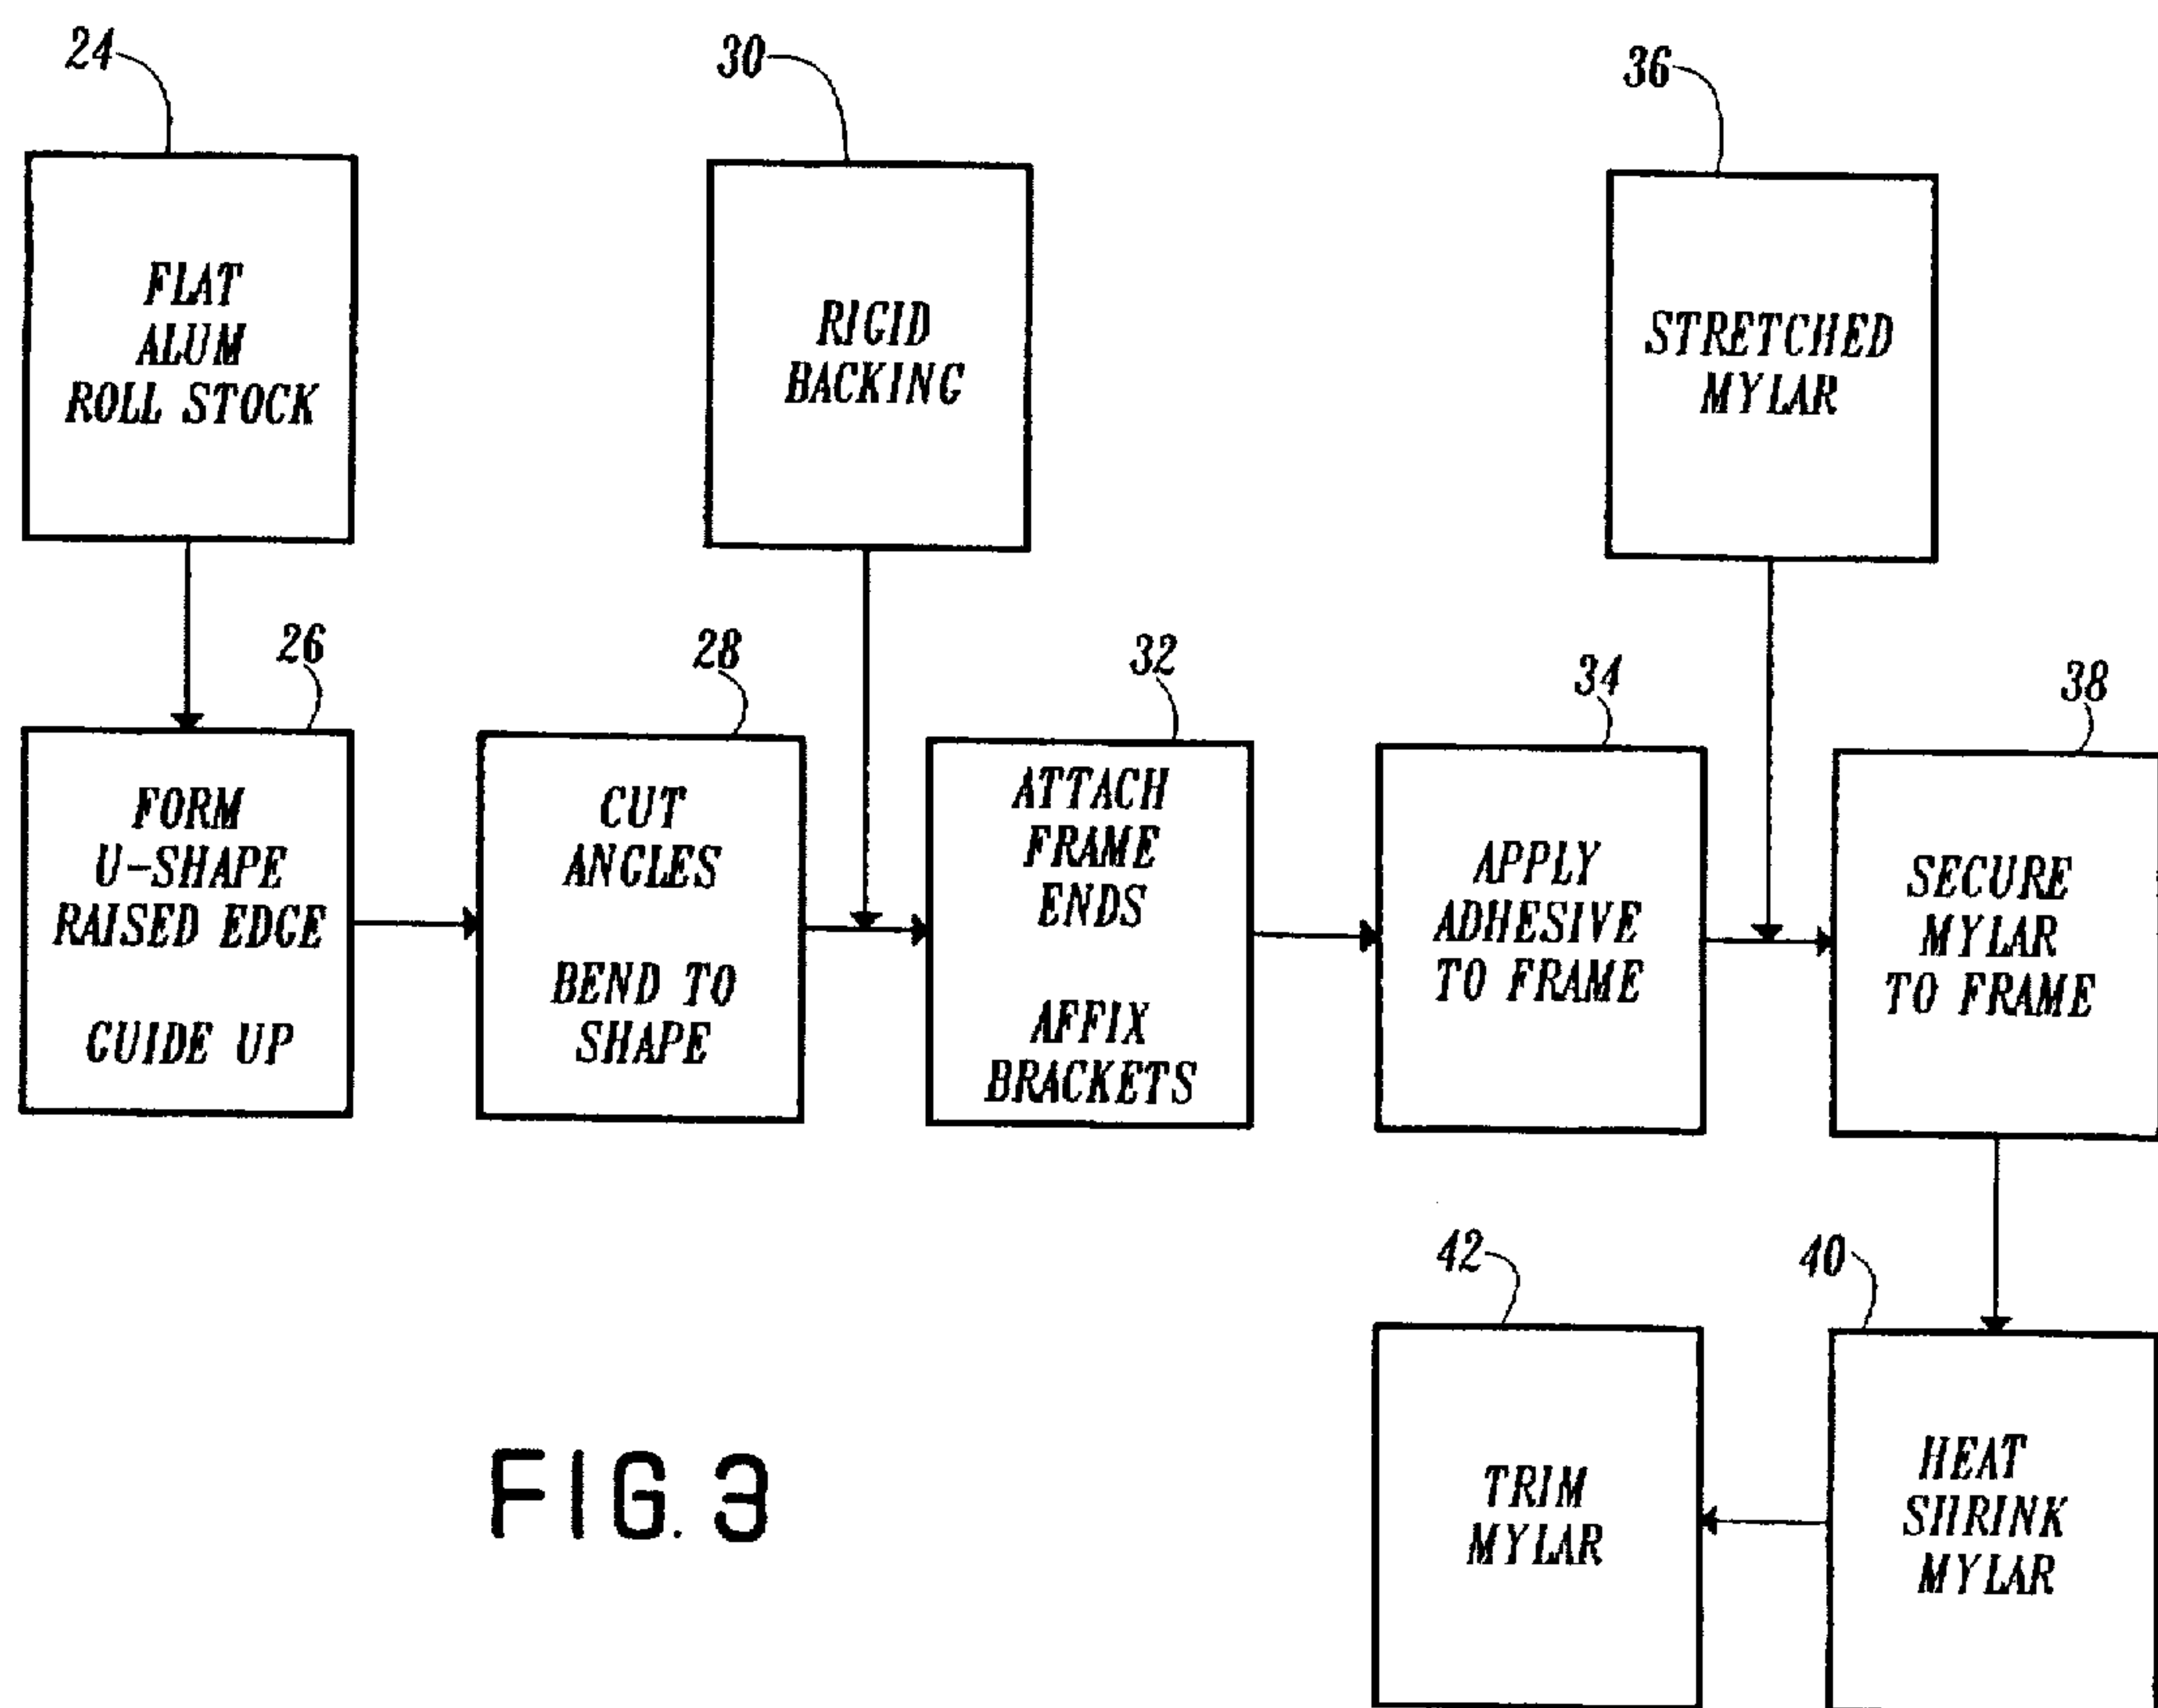 24
FLAT
ALUM
ROLL STOCK
30
RIGID
BACKING
36
STRETCHED
MYLAR
26
FORM
U-SHAPE
RAISED EDGE
GUIDE UP
28
CUT
ANGLES
BEND TO
SHAPE
32
ATTACH
FRAME
ENDS
AFFIX
BRACKETS
34
APPLY
ADHESIVE
TO FRAME
38
SECURE
MYLAR
TO FRAME
42
TRIM
MYLAR
40
HEAT
SHRINK
MYLAR
FIG. 3